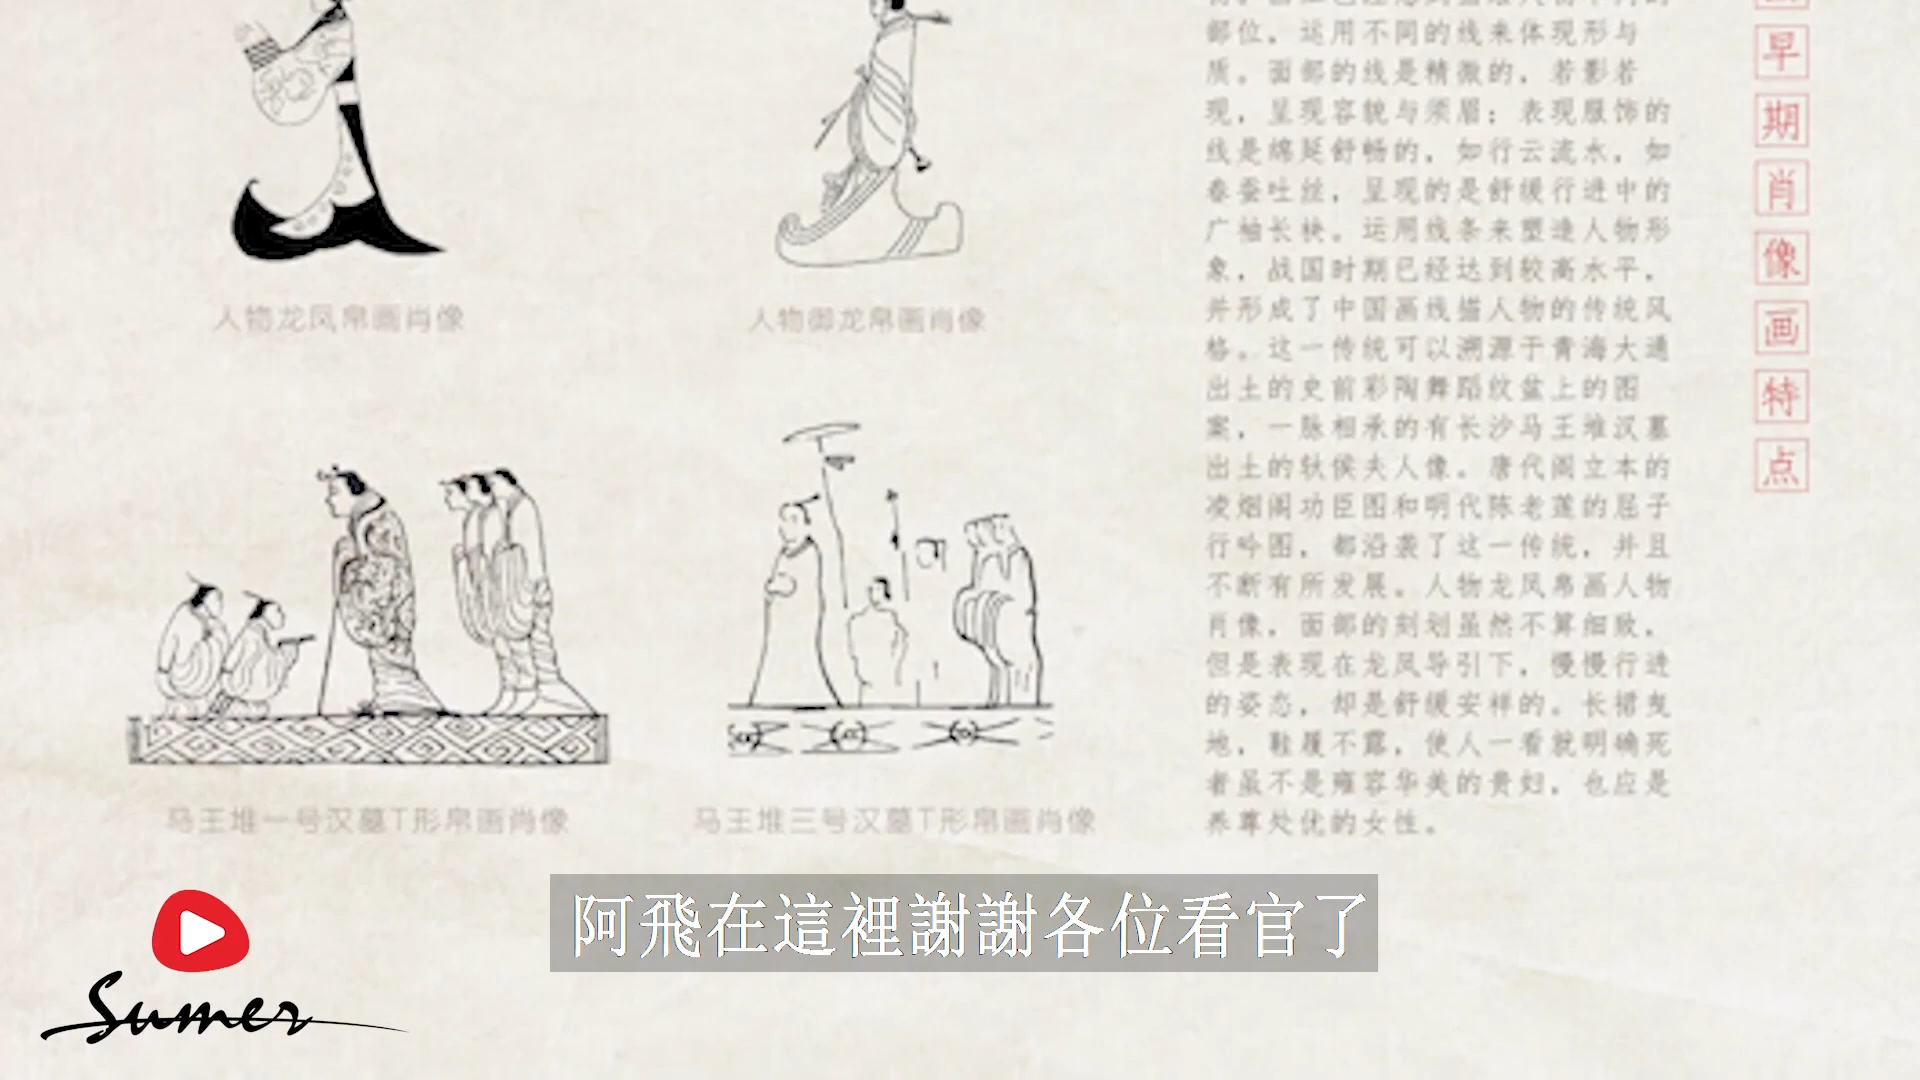 部位。运用不同的线来体现形与
质。面部的线是精微的，若影若
现，呈现容貌与须眉；表现服饰的
线是绵延舒畅的，如行云流水，如
春蚕吐丝，呈现的是舒缓行进中的
广袖长袂。运用线条来塑造人物形
象，战国时期已经达到较高水平，
并形成了中国画线描人物的传统风
格。这一传统可以溯源于青海大通
出土的史前彩陶舞蹈纹盆上的图
案，一脉相承的有长沙马王堆汉墓
出土的轪侯夫人像。唐代阎立本的
凌烟阁功臣图和明代陈老莲的屈子
行吟图，都沿袭了这一传统，并且
不断有所发展。人物龙凤帛画人物
肖像，面部的刻划虽然不算细致，
但是表现在龙凤导引下，慢慢行进
的姿态，却是舒缓安祥的。长裙曳
地，鞋履不露，使人一看就明确死
者虽不是雍容华美的贵妇，也应是
养尊处优的女性。
早
期
肖
像
画
特
点
人物龙凤帛画肖像
人物御龙帛画肖像
马王堆一号汉墓T形帛画肖像
马王堆三号汉墓T形帛画肖像
阿飛在這裡謝謝各位看官了
Sumer